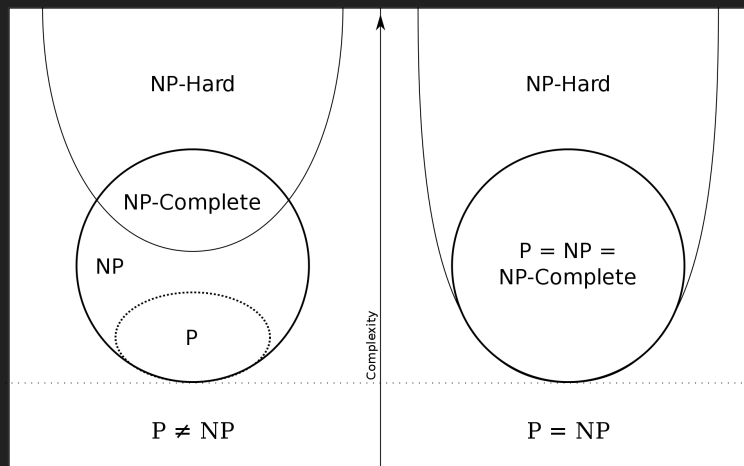 NP-Hard
NP-Complete
NP
P
P ≠ NP
Complexity
NP-Hard
P = NP =
NP-Complete
P = NP